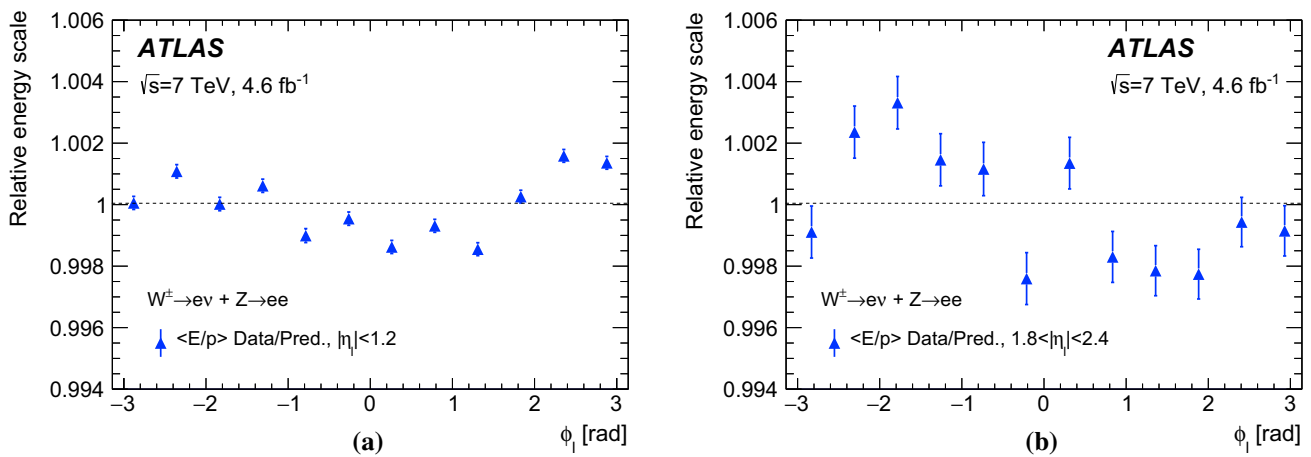 Relative energy scale
1.006
1.004
1.002
1
0.998
0.996
0.994
ATLAS
√s=7 TeV, 4.6 fb⁻¹
W±→eν + Z→ee
<E/p> Data/Pred., |ηl|<1.2
−3 −2 −1 0 1 2 3
(a)
ϕl [rad]
Relative energy scale
1.006
1.004
1.002
1
0.998
0.996
0.994
ATLAS
√s=7 TeV, 4.6 fb⁻¹
W±→eν + Z→ee
<E/p> Data/Pred., 1.8<|ηl|<2.4
−3 −2 −1 0 1 2 3
(b)
ϕl [rad]